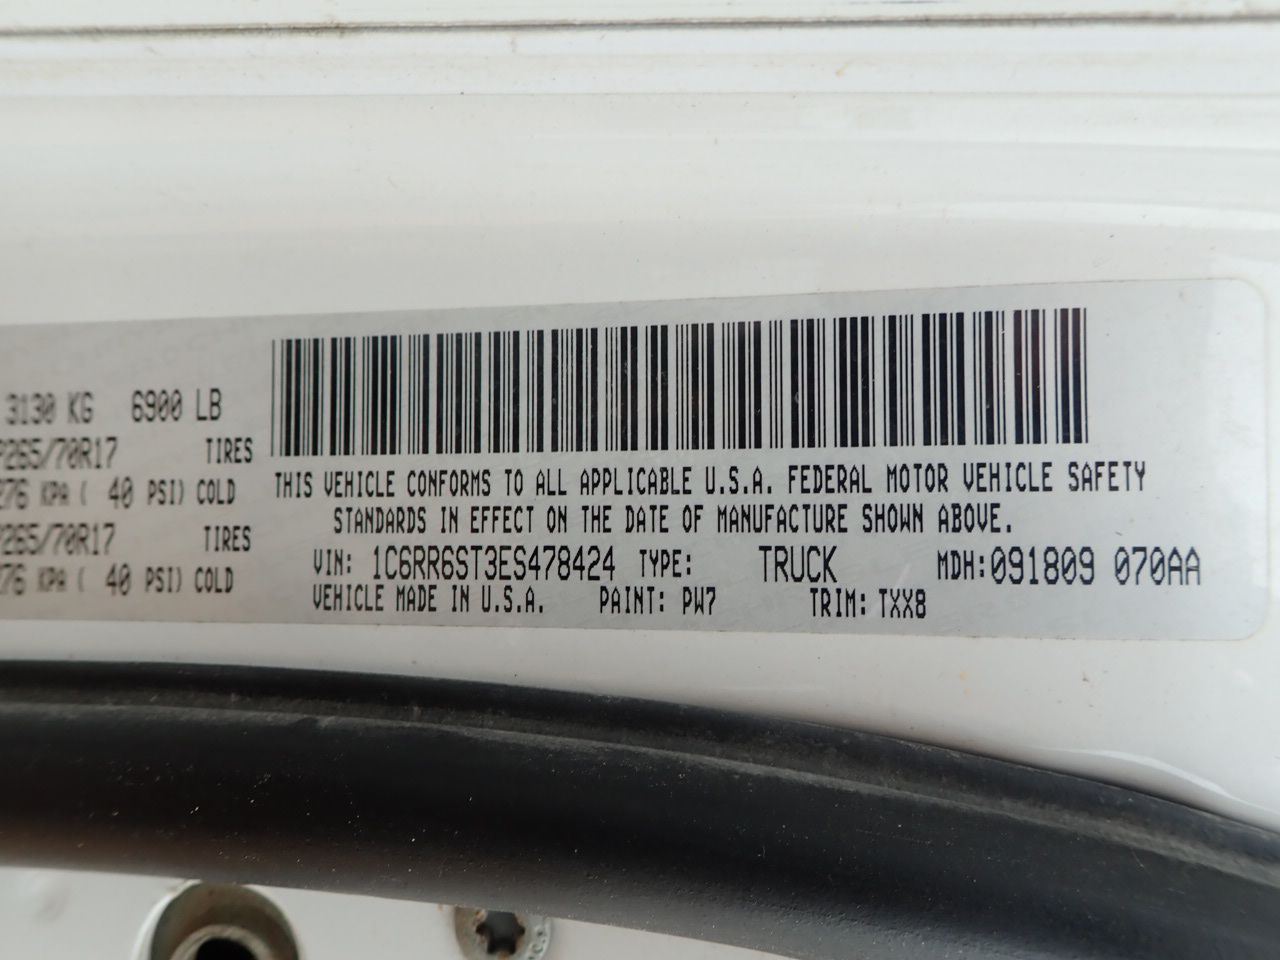 3130 KG 6900 LB
P265/70R17 TIRES
276 KPA ( 40 PSI) COLD
P265/70R17 TIRES
276 KPA ( 40 PSI) COLD
THIS VEHICLE CONFORMS TO ALL APPLICABLE U.S.A. FEDERAL MOTOR VEHICLE SAFETY
STANDARDS IN EFFECT ON THE DATE OF MANUFACTURE SHOWN ABOVE.
VIN: 1C6RR6ST3ES478424 TYPE: TRUCK MDH:091809 070AA
VEHICLE MADE IN U.S.A. PAINT: PW7 TRIM: TXX8